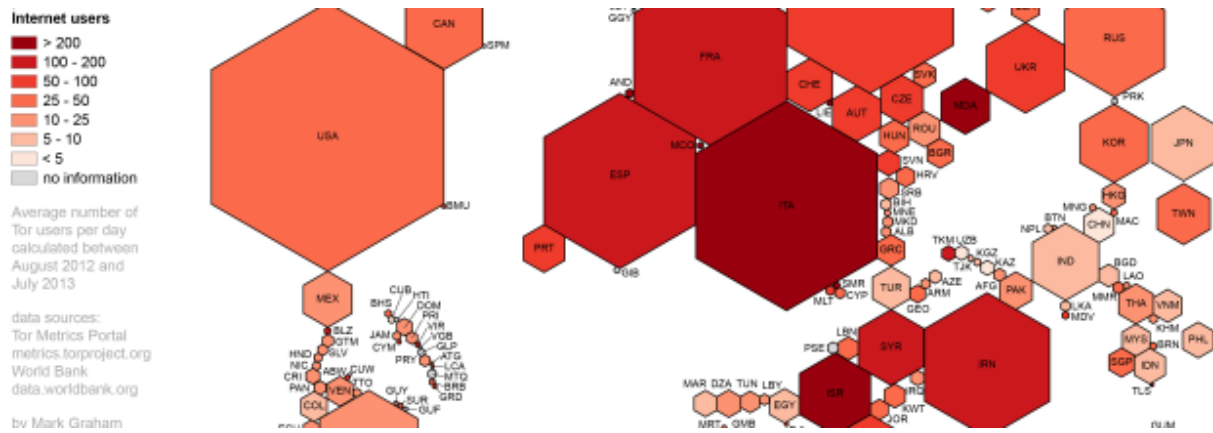 Internet users
> 200
100 - 200
50 - 100
25 - 50
10 - 25
5 - 10
< 5
no information
Average number of
Tor users per day
calculated between
August 2012 and
July 2013
data sources:
Tor Metrics Portal
metrics.torproject.org
World Bank
data.worldbank.org
by Mark Graham
CAN
SPM
USA
BMU
MEX
BLZ
GTM
SLV
HND
NIC
CRI
PAN
ABW
CUW
TTO
VEN
COL
BHS
CUB
HTI
DOM
PRI
VIR
VGB
GLP
ATG
LCA
MTQ
BRB
GRD
JAM
CYM
PRY
GUY
SUR
GUF
GGY
FRA
AND
MCO
ESP
PRT
GIB
ITA
CHE
LIE
AUT
CZE
SVK
HUN
ROU
BGR
MDA
UKR
RUS
PRK
SVN
HRV
SRB
BIH
MNE
MKD
ALB
GRC
TUR
SMR
CYP
MLT
GEO
ARM
AZE
TKM
UZB
TJK
KGZ
KAZ
AFG
PAK
KOR
JPN
HKG
MAC
TWN
MNG
CHN
BTN
NPL
IND
BGD
LAO
MMR
LKA
MDV
THA
VNM
KHM
MYS
BRN
PHL
SGP
IDN
TLS
LBN
PSE
SYR
IRN
ISR
IRQ
KWT
JOR
MAR
DZA
TUN
LBY
EGY
MRT
GMB
GUM